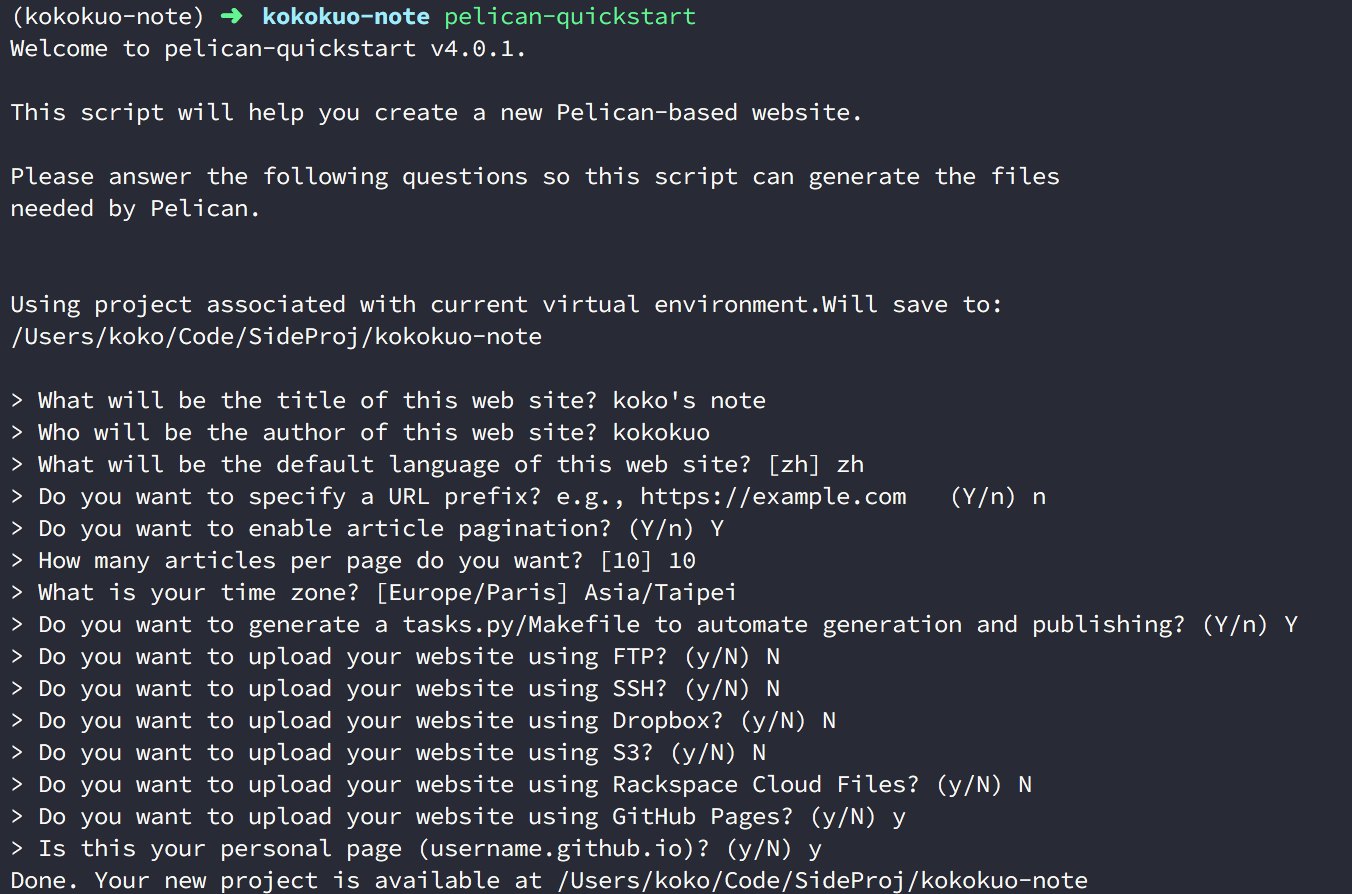 (kokokuo-note) ➜ kokokuo-note pelican-quickstart
Welcome to pelican-quickstart v4.0.1.
This script will help you create a new Pelican-based website.
Please answer the following questions so this script can generate the files
needed by Pelican.
Using project associated with current virtual environment.Will save to:
/Users/koko/Code/SideProj/kokokuo-note
> What will be the title of this web site? koko's note
> Who will be the author of this web site? kokokuo
> What will be the default language of this web site? [zh] zh
> Do you want to specify a URL prefix? e.g., https://example.com   (Y/n) n
> Do you want to enable article pagination? (Y/n) Y
> How many articles per page do you want? [10] 10
> What is your time zone? [Europe/Paris] Asia/Taipei
> Do you want to generate a tasks.py/Makefile to automate generation and publishing? (Y/n) Y
> Do you want to upload your website using FTP? (y/N) N
> Do you want to upload your website using SSH? (y/N) N
> Do you want to upload your website using Dropbox? (y/N) N
> Do you want to upload your website using S3? (y/N) N
> Do you want to upload your website using Rackspace Cloud Files? (y/N) N
> Do you want to upload your website using GitHub Pages? (y/N) y
> Is this your personal page (username.github.io)? (y/N) y
Done. Your new project is available at /Users/koko/Code/SideProj/kokokuo-note